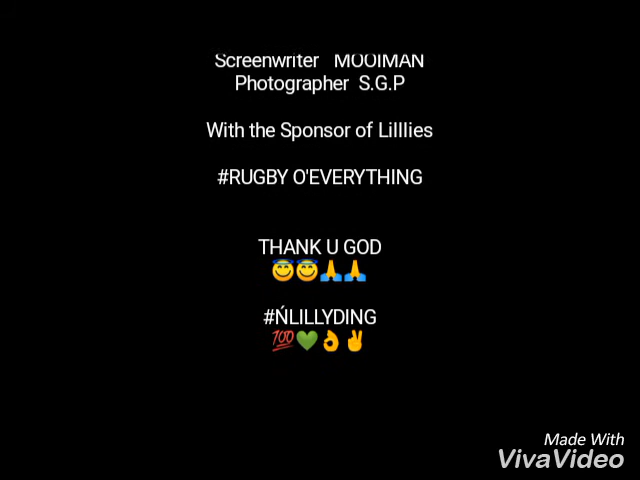 Screenwriter MOOIMAN
Photographer S.G.P
With the Sponsor of Lilllies
#RUGBY O'EVERYTHING
THANK U GOD
😇😇🙏🙏
#ŃLILLYDING
💯💚👌✌
Made With
VivaVideo